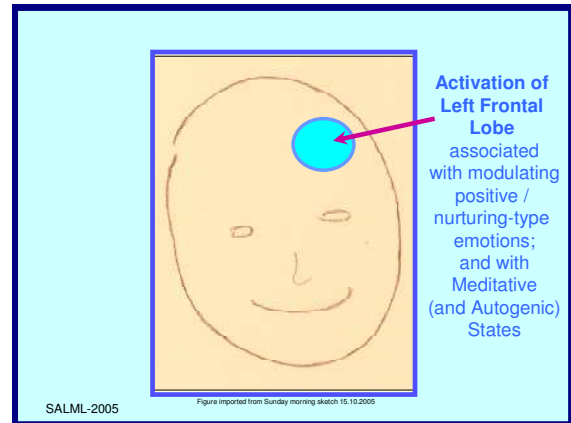 Activation of
Left Frontal
Lobe
associated
with modulating
positive /
nurturing-type
emotions;
and with
Meditative
(and Autogenic)
States
Figure imported from Sunday morning sketch 15.10.2005
SALML-2005